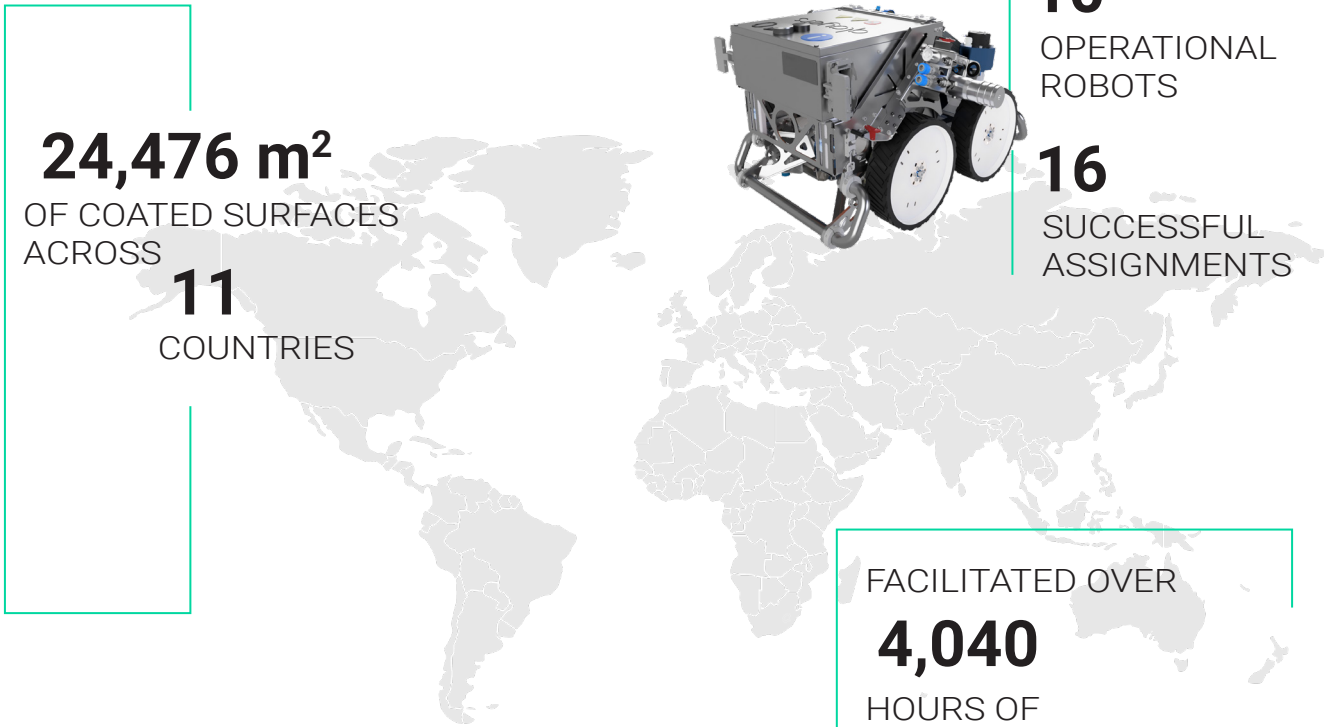 24,476 m²
OF COATED SURFACES
ACROSS
11
COUNTRIES
OPERATIONAL
ROBOTS
16
SUCCESSFUL
ASSIGNMENTS
FACILITATED OVER
4,040
HOURS OF